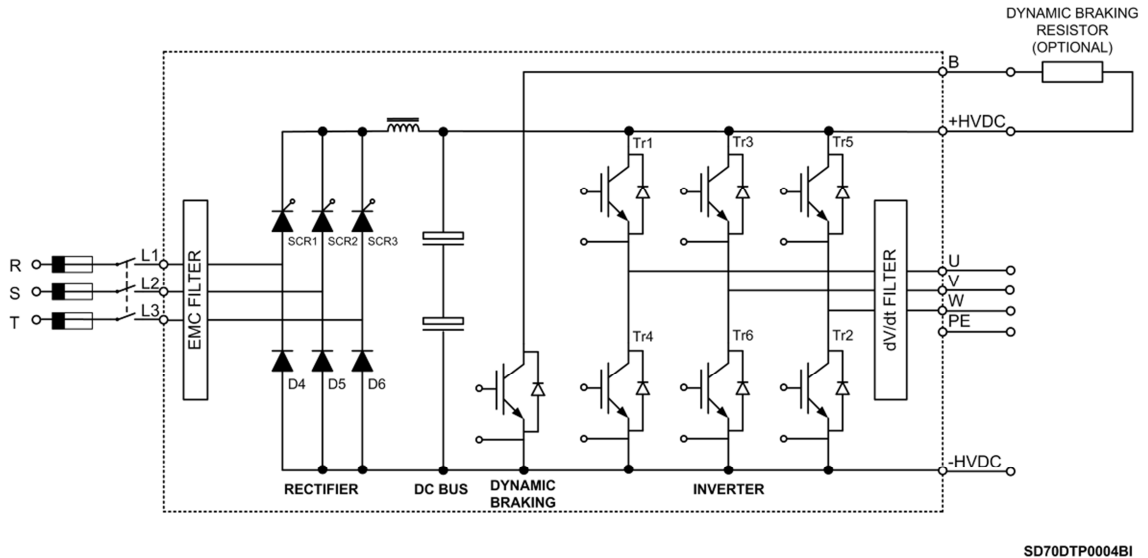 DYNAMIC BRAKING
RESISTOR
(OPTIONAL)
B
+HVDC
Tr1
Tr3
Tr5
SCR1
SCR2
SCR3
R
S
T
L1
L2
L3
EMC FILTER
dV/dt FILTER
U
V
W
PE
D4
D5
D6
Tr4
Tr6
Tr2
-HVDC
RECTIFIER
DC BUS
DYNAMIC
BRAKING
INVERTER
SD70DTP0004BI